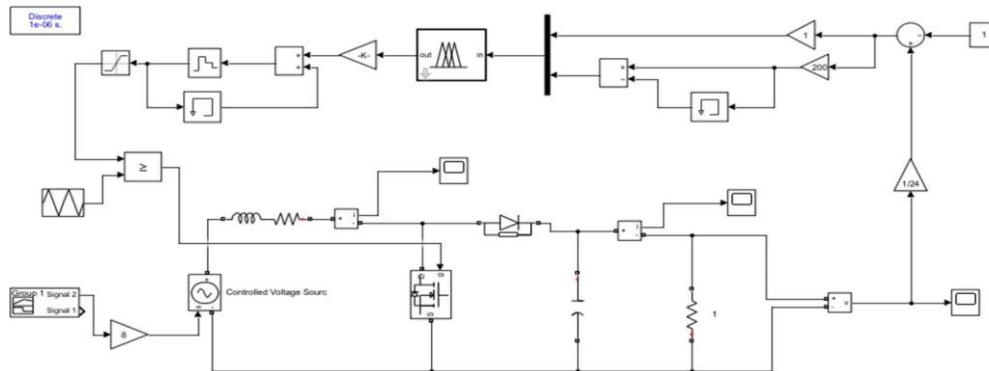 Discrete
1e-06 s.
out
in
-K-
1
200
1
≥
1/24
i
i
g
D
S
Group 1
Signal 2
Signal 1
Controlled Voltage Sourc
s
8
1
v